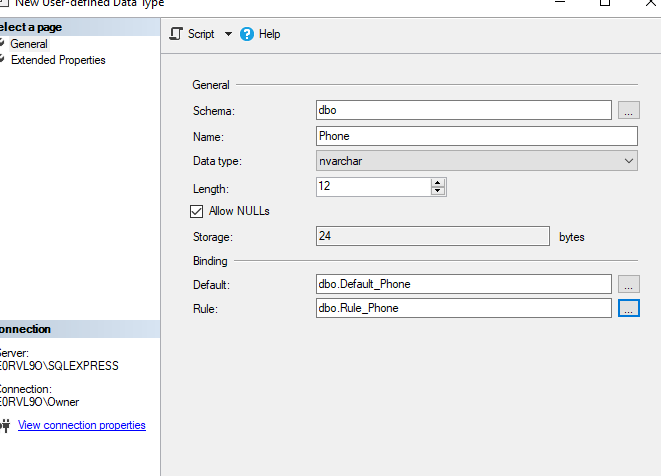 New User-defined Data Type
elect a page
General
Extended Properties
Script Help
General
Schema: dbo ...
Name: Phone
Data type: nvarchar
Length: 12
Allow NULLs
Storage: 24 bytes
Binding
Default: dbo.Default_Phone ...
Rule: dbo.Rule_Phone ...
onnection
Server:
E0RVL9O\SQLEXPRESS
Connection:
E0RVL9O\Owner
View connection properties